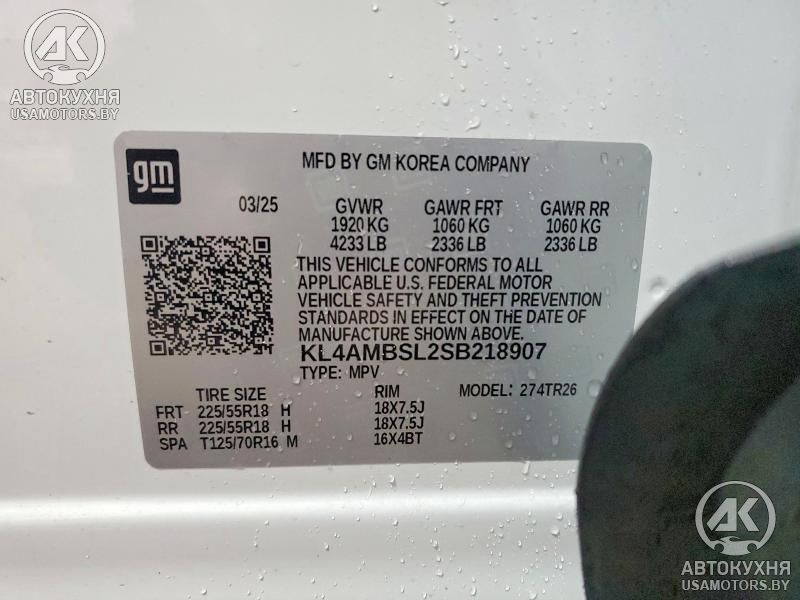 АВТОКУХНЯ
USAMOTORS.BY
gm
MFD BY GM KOREA COMPANY
03/25 GVWR GAWR FRT GAWR RR
1920 KG 1060 KG 1060 KG
4233 LB 2336 LB 2336 LB
THIS VEHICLE CONFORMS TO ALL
APPLICABLE U.S. FEDERAL MOTOR
VEHICLE SAFETY AND THEFT PREVENTION
STANDARDS IN EFFECT ON THE DATE OF
MANUFACTURE SHOWN ABOVE.
KL4AMBSL2SB218907
TYPE: MPV MODEL: 274TR26
TIRE SIZE RIM
FRT 225/55R18 H 18X7.5J
RR 225/55R18 H 18X7.5J
SPA T125/70R16 M 16X4BT
АВТОКУХНЯ
USAMOTORS.BY